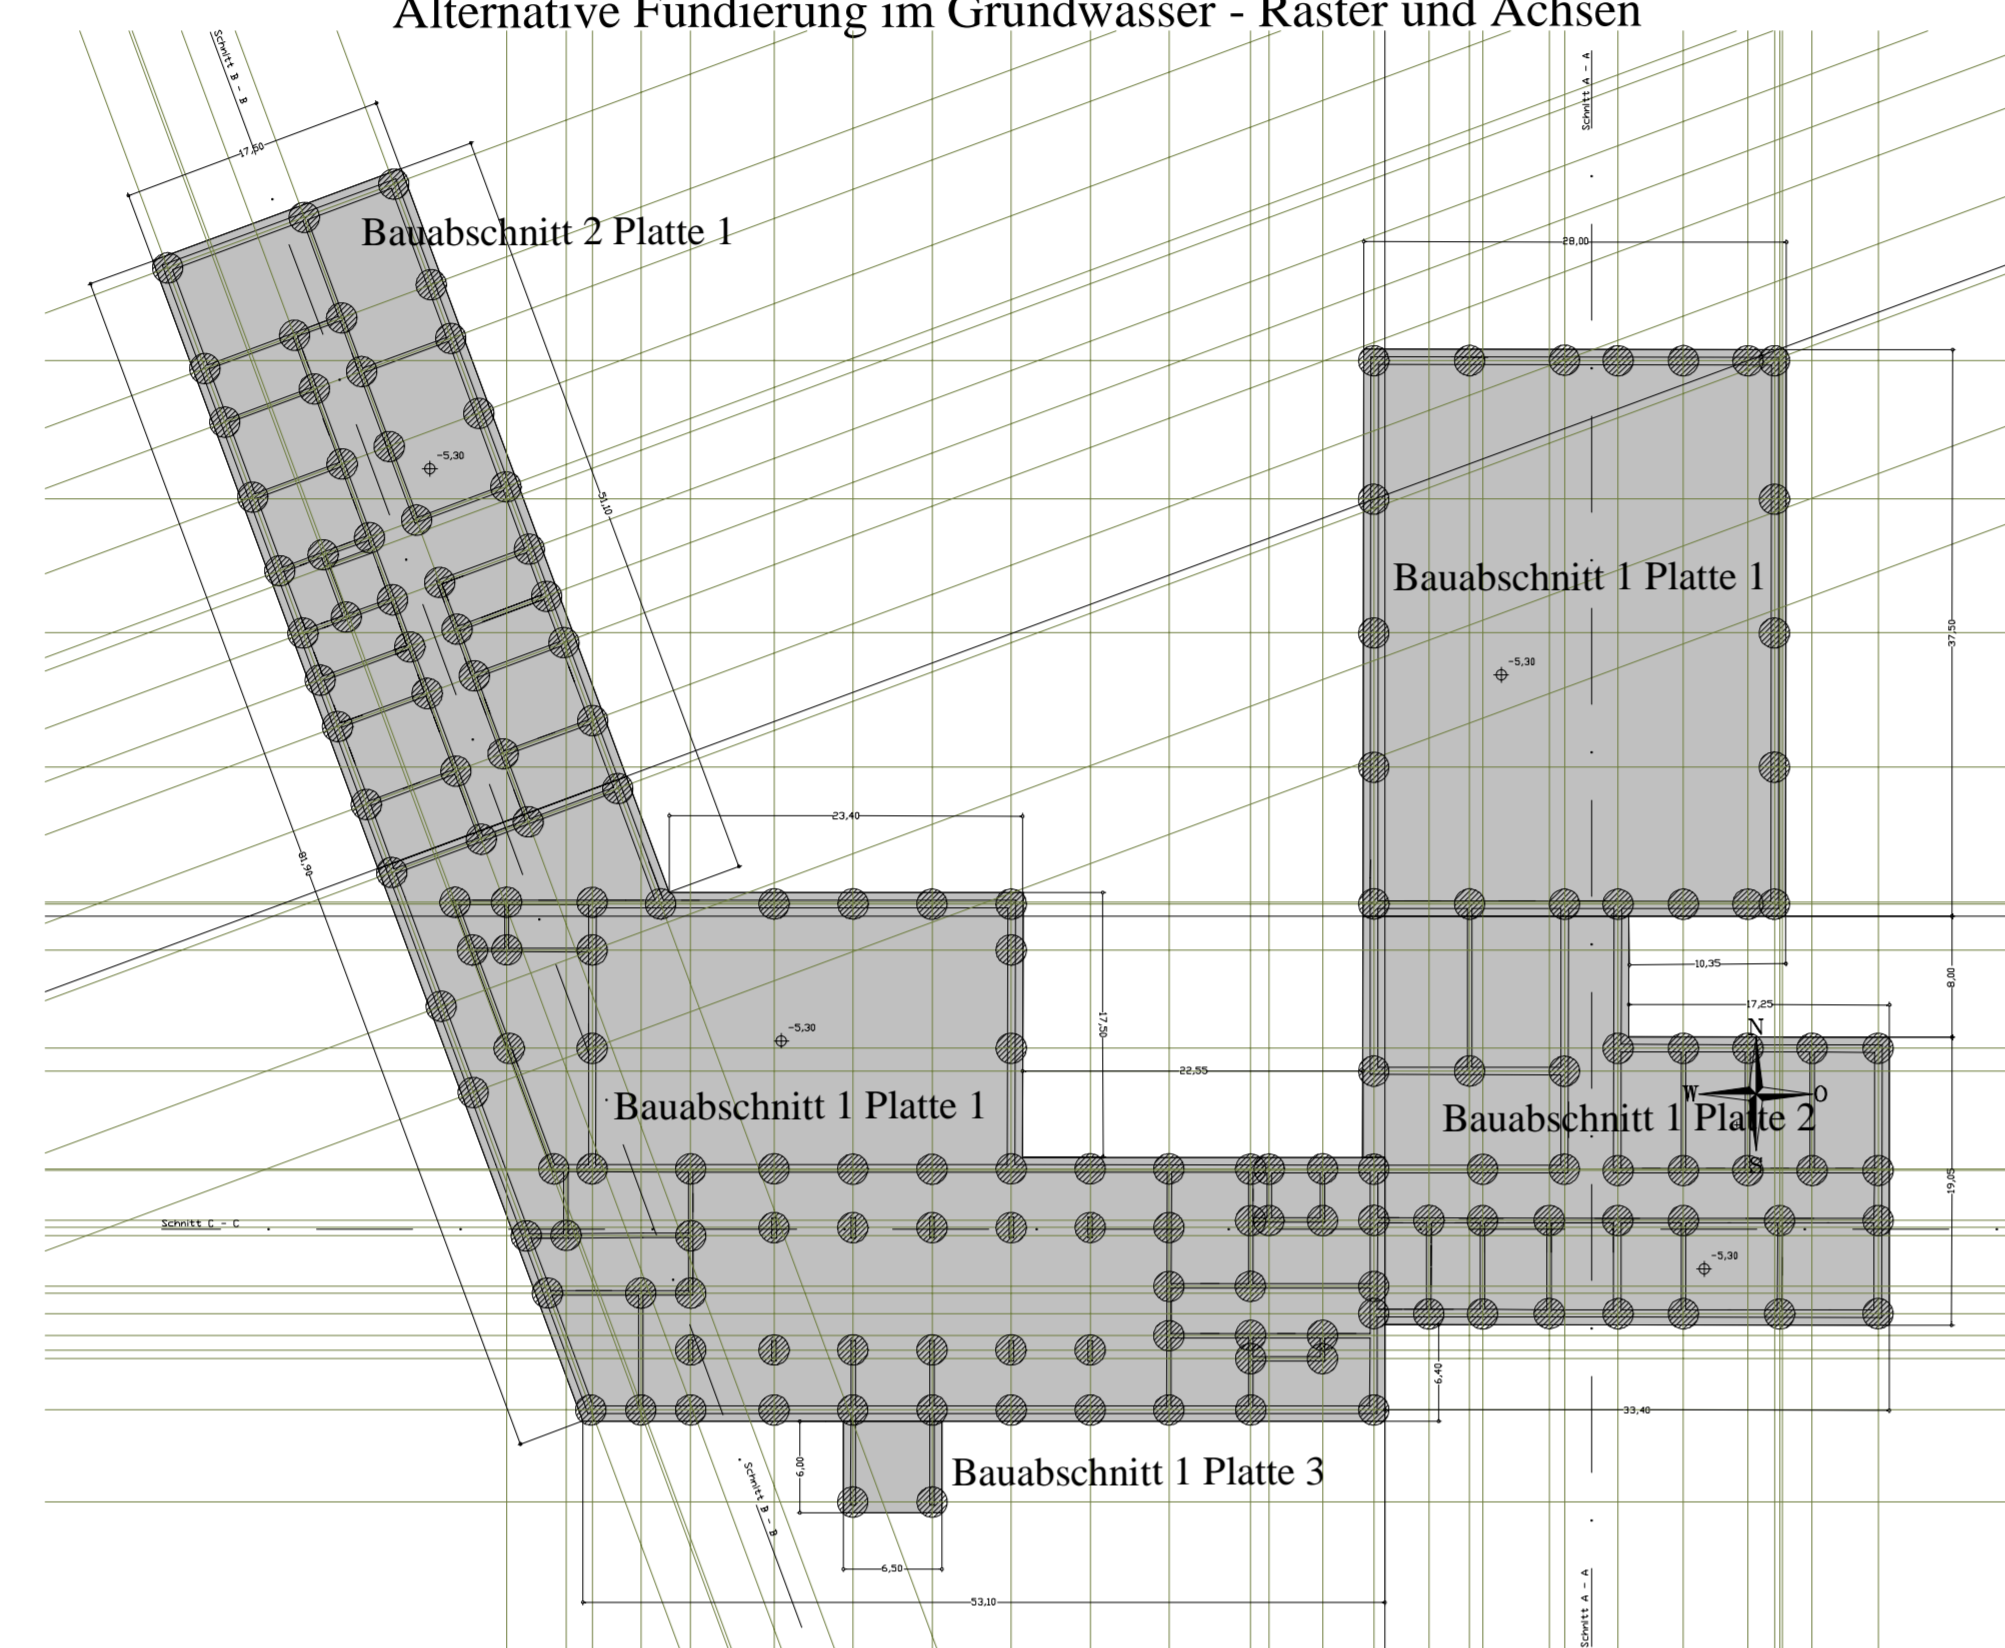 Alternative Fundierung im Grundwasser - Raster und Achsen
Schnitt B - B
Schnitt A - A
17,50
Bauabschnitt 2 Platte 1
28,00
-5,30
51,10
Bauabschnitt 1 Platte 1
37,50
-5,30
23,40
81,90
10,35
8,00
17,25
17,50
-5,30
N
22,55
W
O
Bauabschnitt 1 Platte 1
Bauabschnitt 1 Platte 2
S
19,05
Schnitt C - C
-5,30
6,40
33,40
6,00
Bauabschnitt 1 Platte 3
Schnitt B - B
6,50
53,10
Schnitt A - A